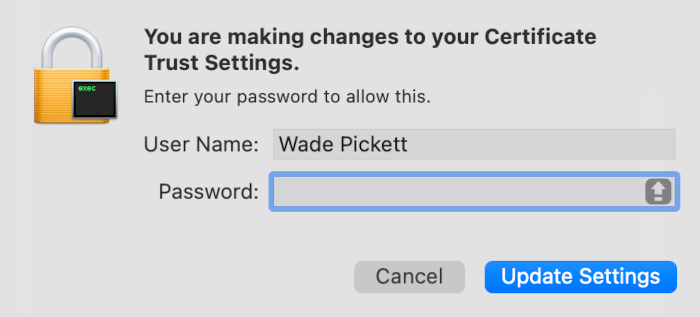 You are making changes to your Certificate
Trust Settings.
exec
Enter your password to allow this.
User Name: Wade Pickett
Password:
Cancel Update Settings